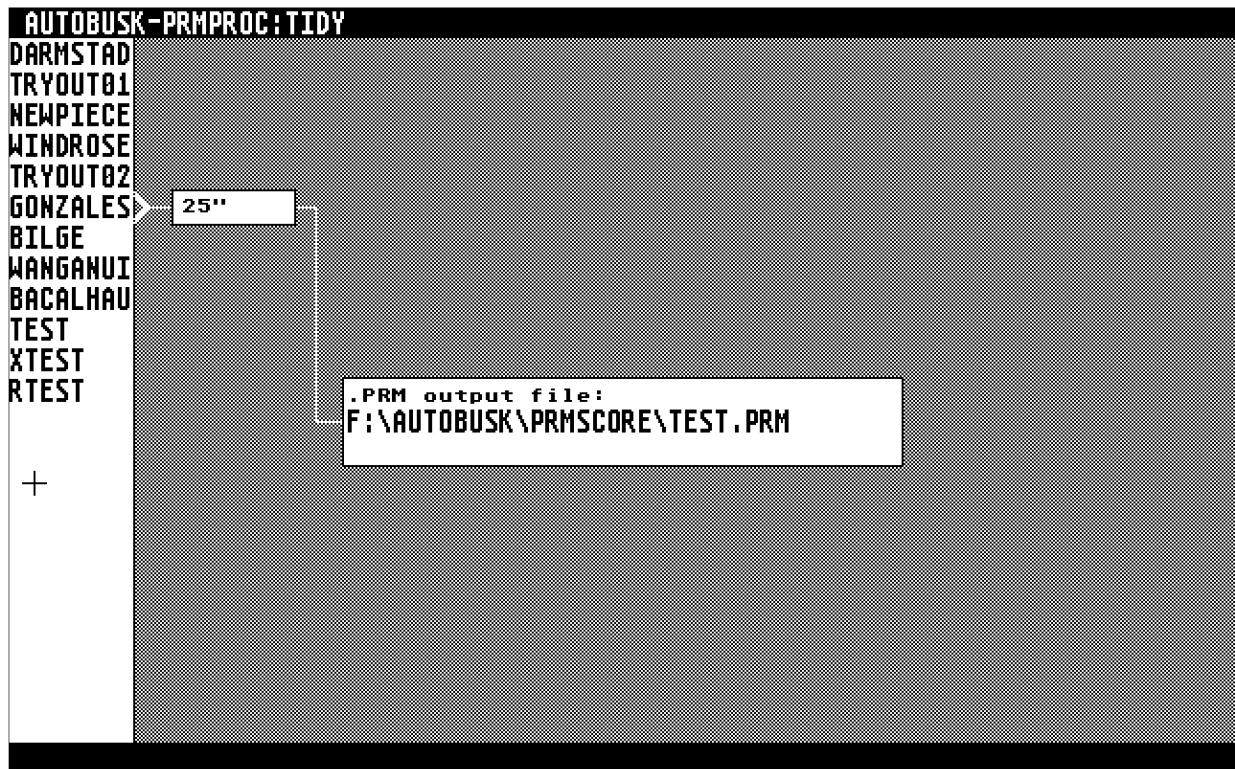 AUTOBUSK-PRMPROC:TIDY
DARMSTAD
TRYOUT01
NEWPIECE
WINDROSE
TRYOUT02
GONZALES
25''
BILGE
WANGANUI
BACALHAU
TEST
XTEST
RTEST
.PRM output file:
F:\AUTOBUSK\PRMSCORE\TEST.PRM